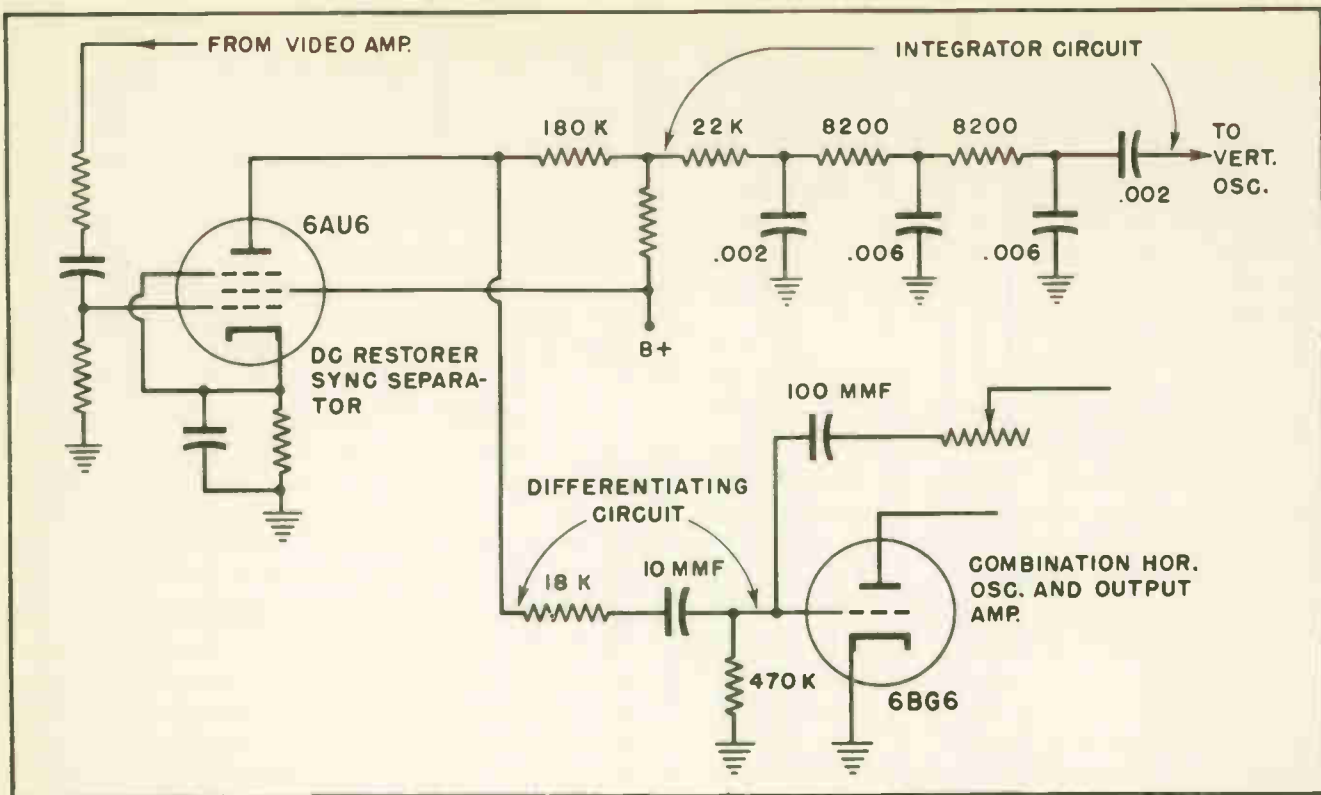 FROM VIDEO AMP.
INTEGRATOR CIRCUIT
180 K
22 K
8200
8200
TO
VERT.
OSC.
.002
6AU6
.002
.006
.006
B+
DC RESTORER
SYNC SEPARA-
TOR
100 MMF
DIFFERENTIATING
CIRCUIT
18 K
10 MMF
COMBINATION HOR.
OSC. AND OUTPUT
AMP.
470K
6BG6